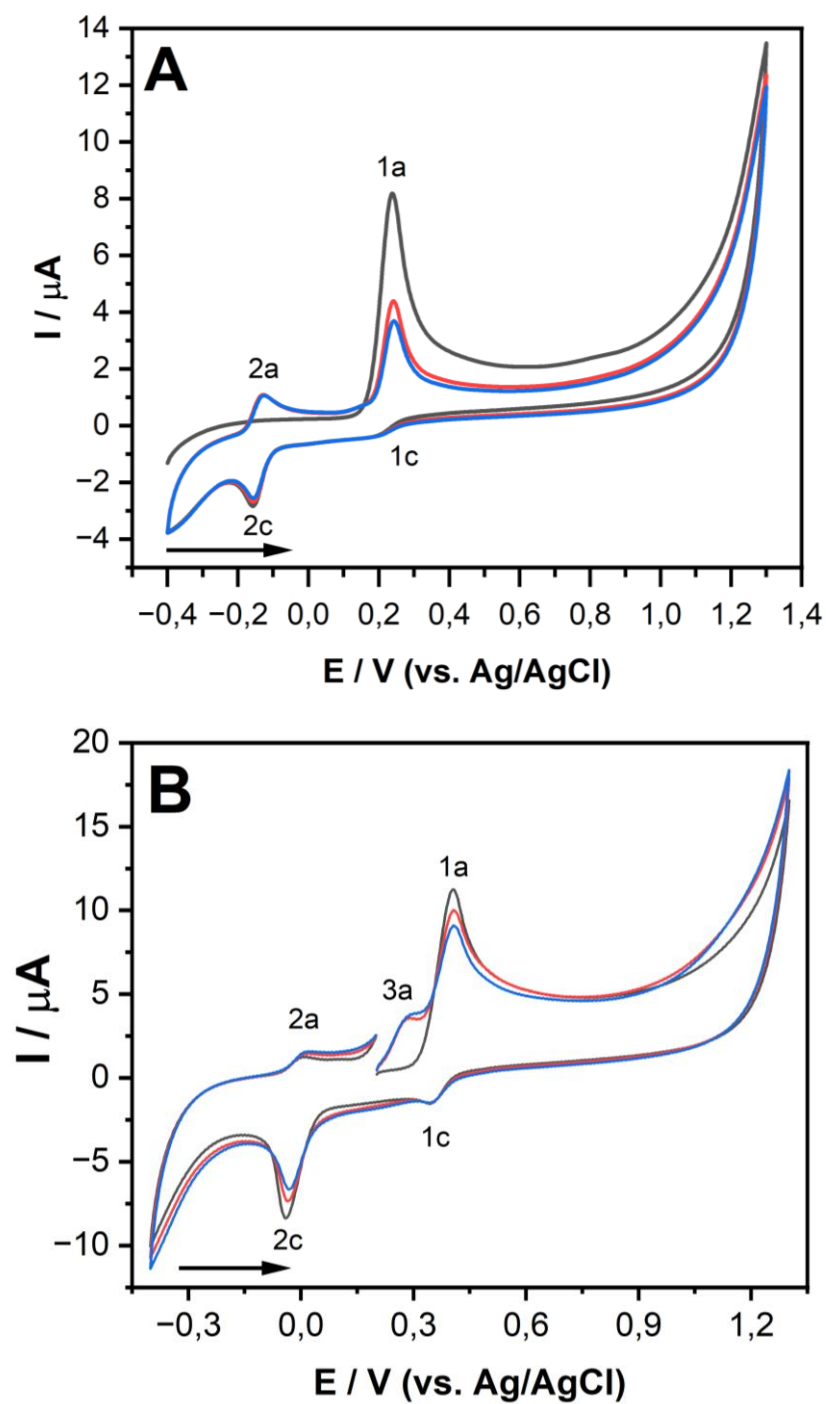 A
14
12
10
8
6
4
2
0
−2
−4
I / μA
1a
2a
1c
2c
−0,4 −0,2 0,0 0,2 0,4 0,6 0,8 1,0 1,2 1,4
E / V (vs. Ag/AgCl)
B
20
15
10
5
0
−5
−10
I / μA
1a
3a
2a
1c
2c
−0,3 0,0 0,3 0,6 0,9 1,2
E / V (vs. Ag/AgCl)